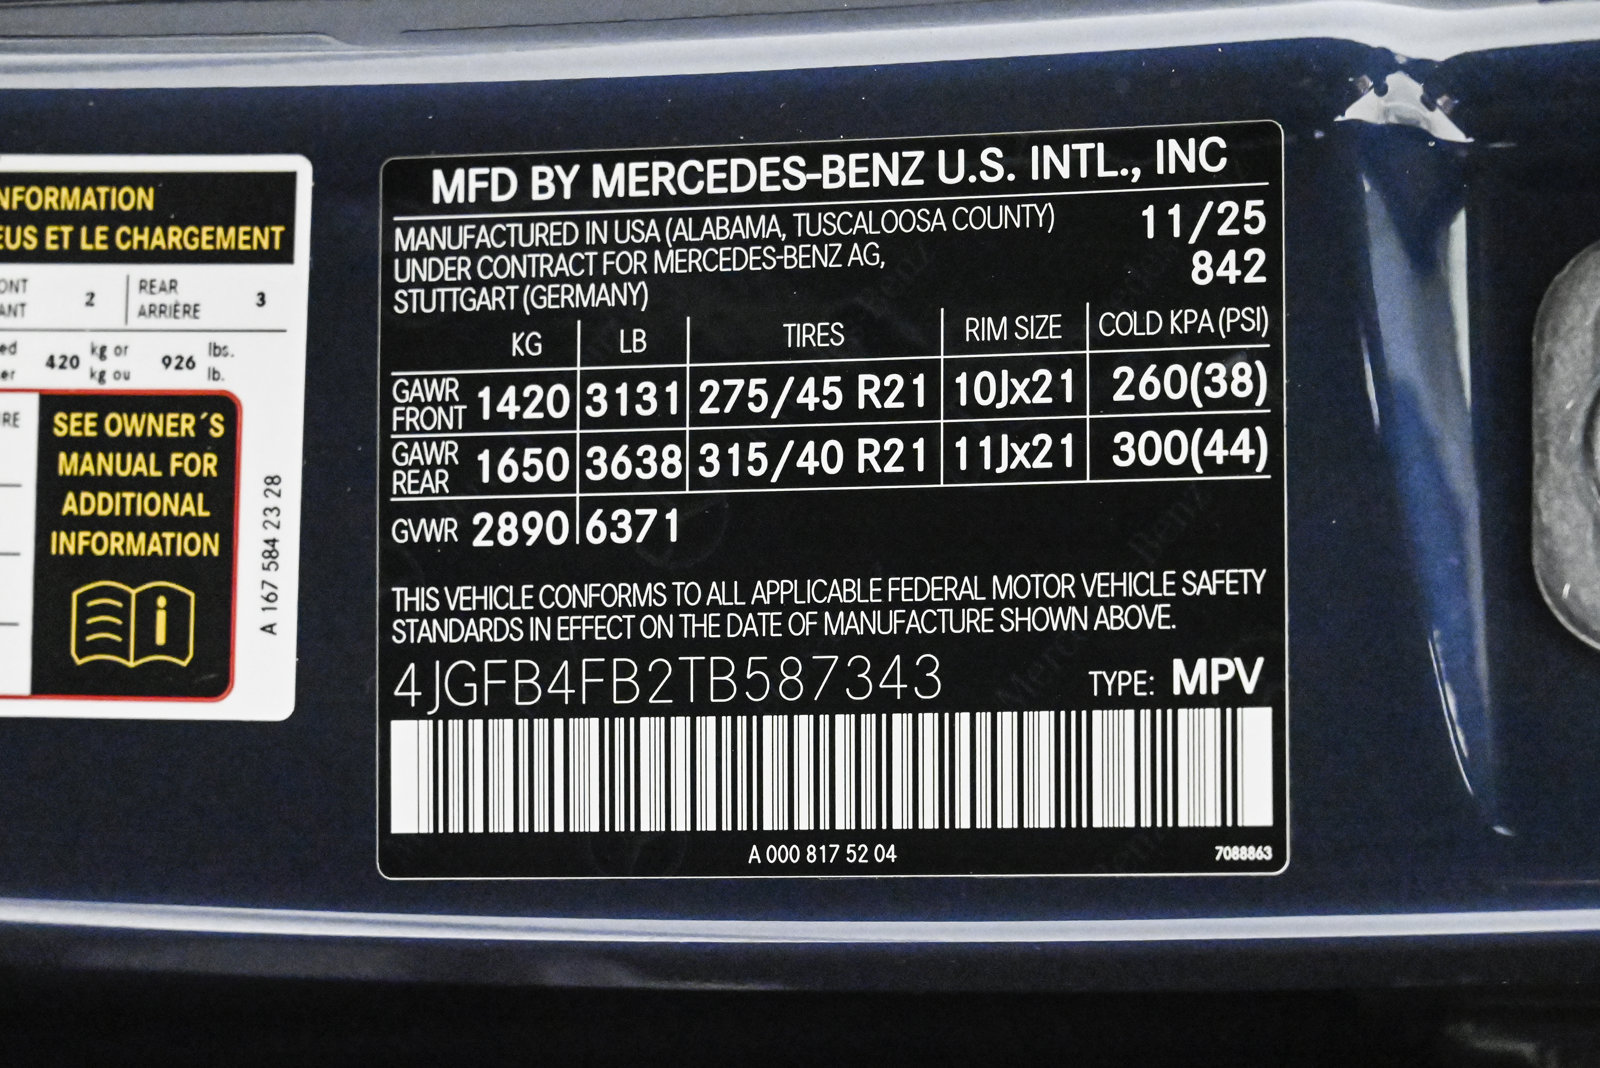 NFORMATION
EUS ET LE CHARGEMENT
ONT 2 REAR 3
ANT ARRIÈRE
ed 420 kg or 926 lbs.
er kg ou lb.
RE
SEE OWNER´S
MANUAL FOR
ADDITIONAL
INFORMATION
i
A 167 584 23 28
MFD BY MERCEDES-BENZ U.S. INTL., INC
MANUFACTURED IN USA (ALABAMA, TUSCALOOSA COUNTY) 11/25
UNDER CONTRACT FOR MERCEDES-BENZ AG, 842
STUTTGART (GERMANY)
KG LB TIRES RIM SIZE COLD KPA (PSI)
GAWR FRONT 1420 3131 275/45 R21 10Jx21 260(38)
GAWR REAR 1650 3638 315/40 R21 11Jx21 300(44)
GVWR 2890 6371
THIS VEHICLE CONFORMS TO ALL APPLICABLE FEDERAL MOTOR VEHICLE SAFETY
STANDARDS IN EFFECT ON THE DATE OF MANUFACTURE SHOWN ABOVE.
4JGFB4FB2TB587343 TYPE: MPV
A 000 817 52 04 7088863